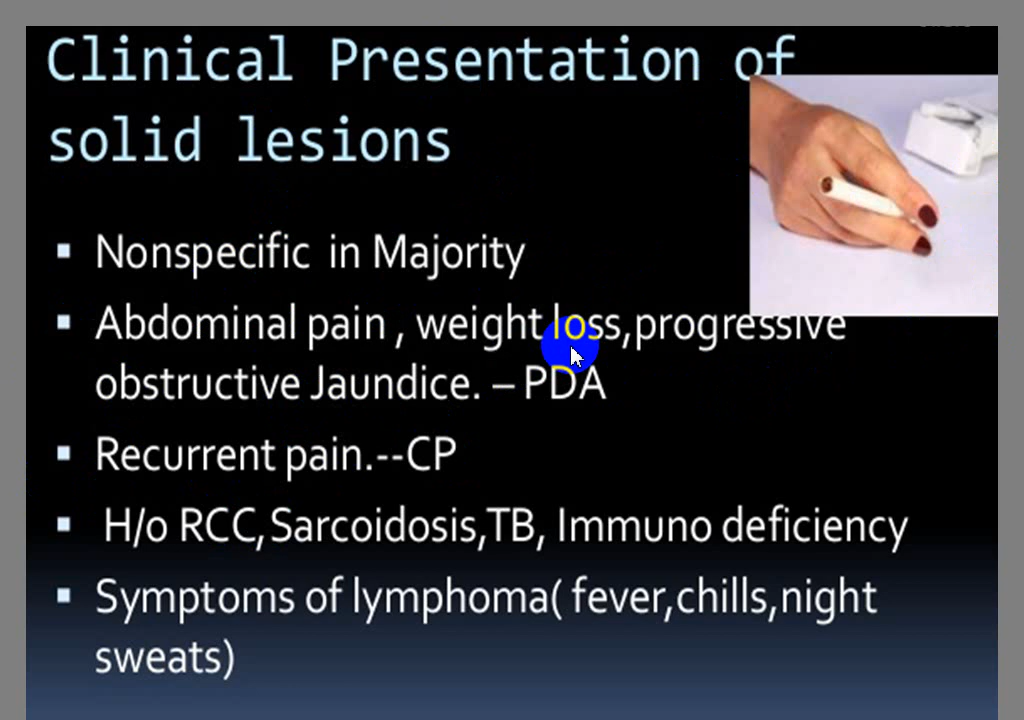 Clinical Presentation of
solid lesions
Nonspecific in Majority
Abdominal pain , weight loss,progressive
obstructive Jaundice. – PDA
Recurrent pain.--CP
H/o RCC,Sarcoidosis,TB, Immuno deficiency
Symptoms of lymphoma( fever,chills,night
sweats)